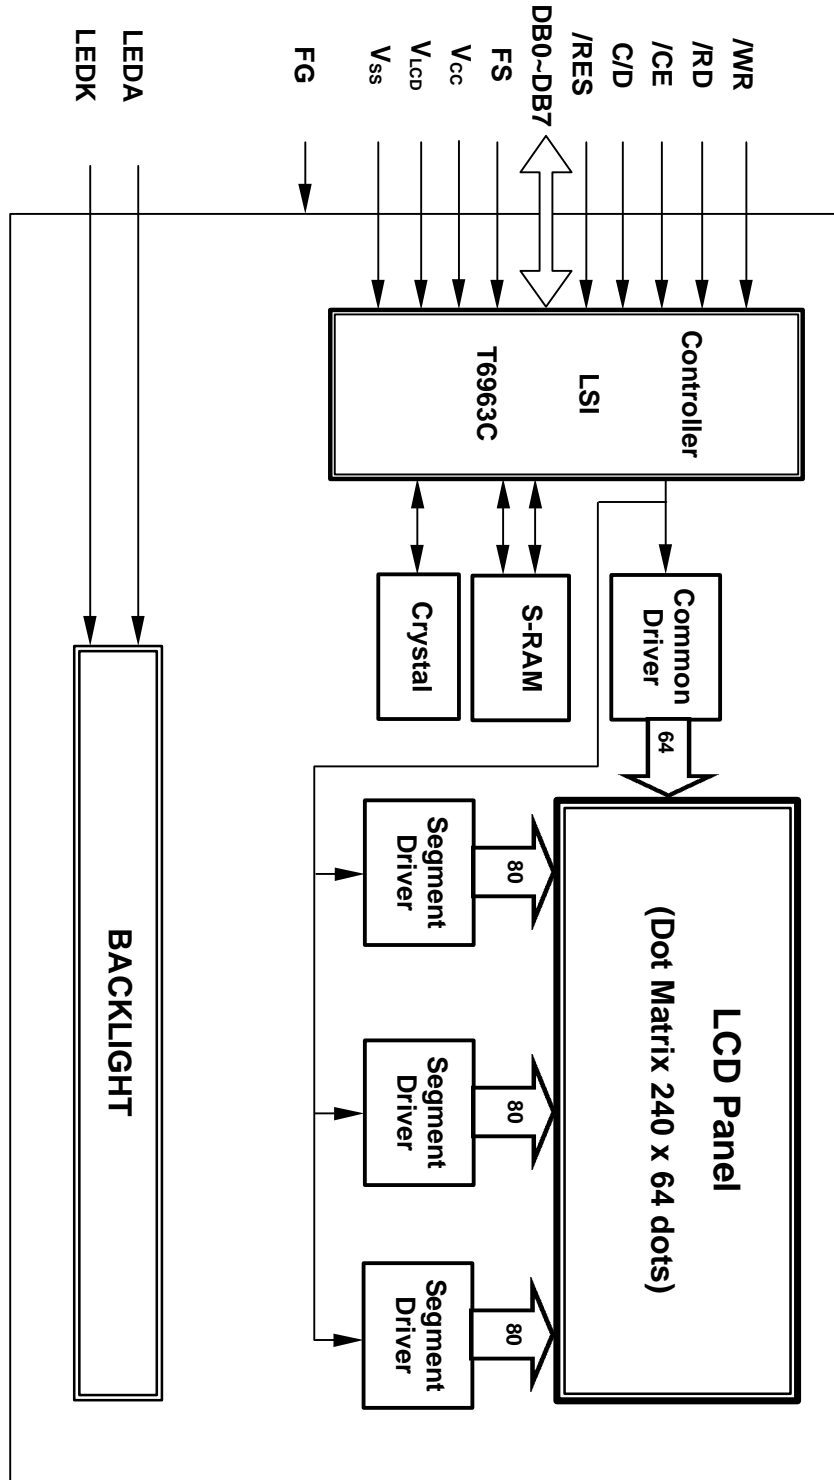 /WR
/RD
/CE
C/D
/RES
DB0~DB7
FS
VCC
VLCD
VSS
FG
LEDA
LEDK
Controller
LSI
T6963C
Common
Driver
S-RAM
Crystal
64
LCD Panel
(Dot Matrix 240 x 64 dots)
80
80
80
Segment
Driver
Segment
Driver
Segment
Driver
BACKLIGHT